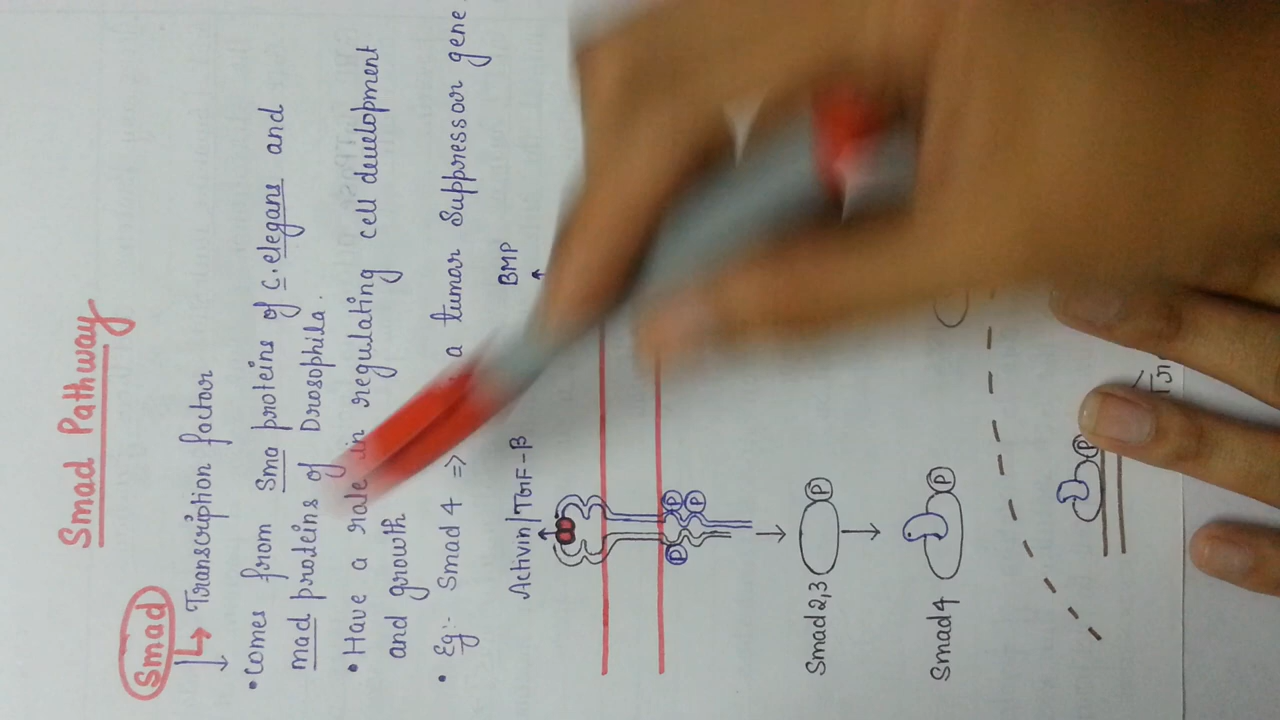 Smad Pathway
Smad
↳ Transcription factor
• Comes from Sma proteins of C.elegans and
mad proteins of Drosophila.
• Have a role in regulating cell development
and growth
• Eg:- Smad 4 ⇒ a tumor suppressor gene.
Activin/TGF-β BMP
P P P
Smad 2,3 P
Smad 4 P
P